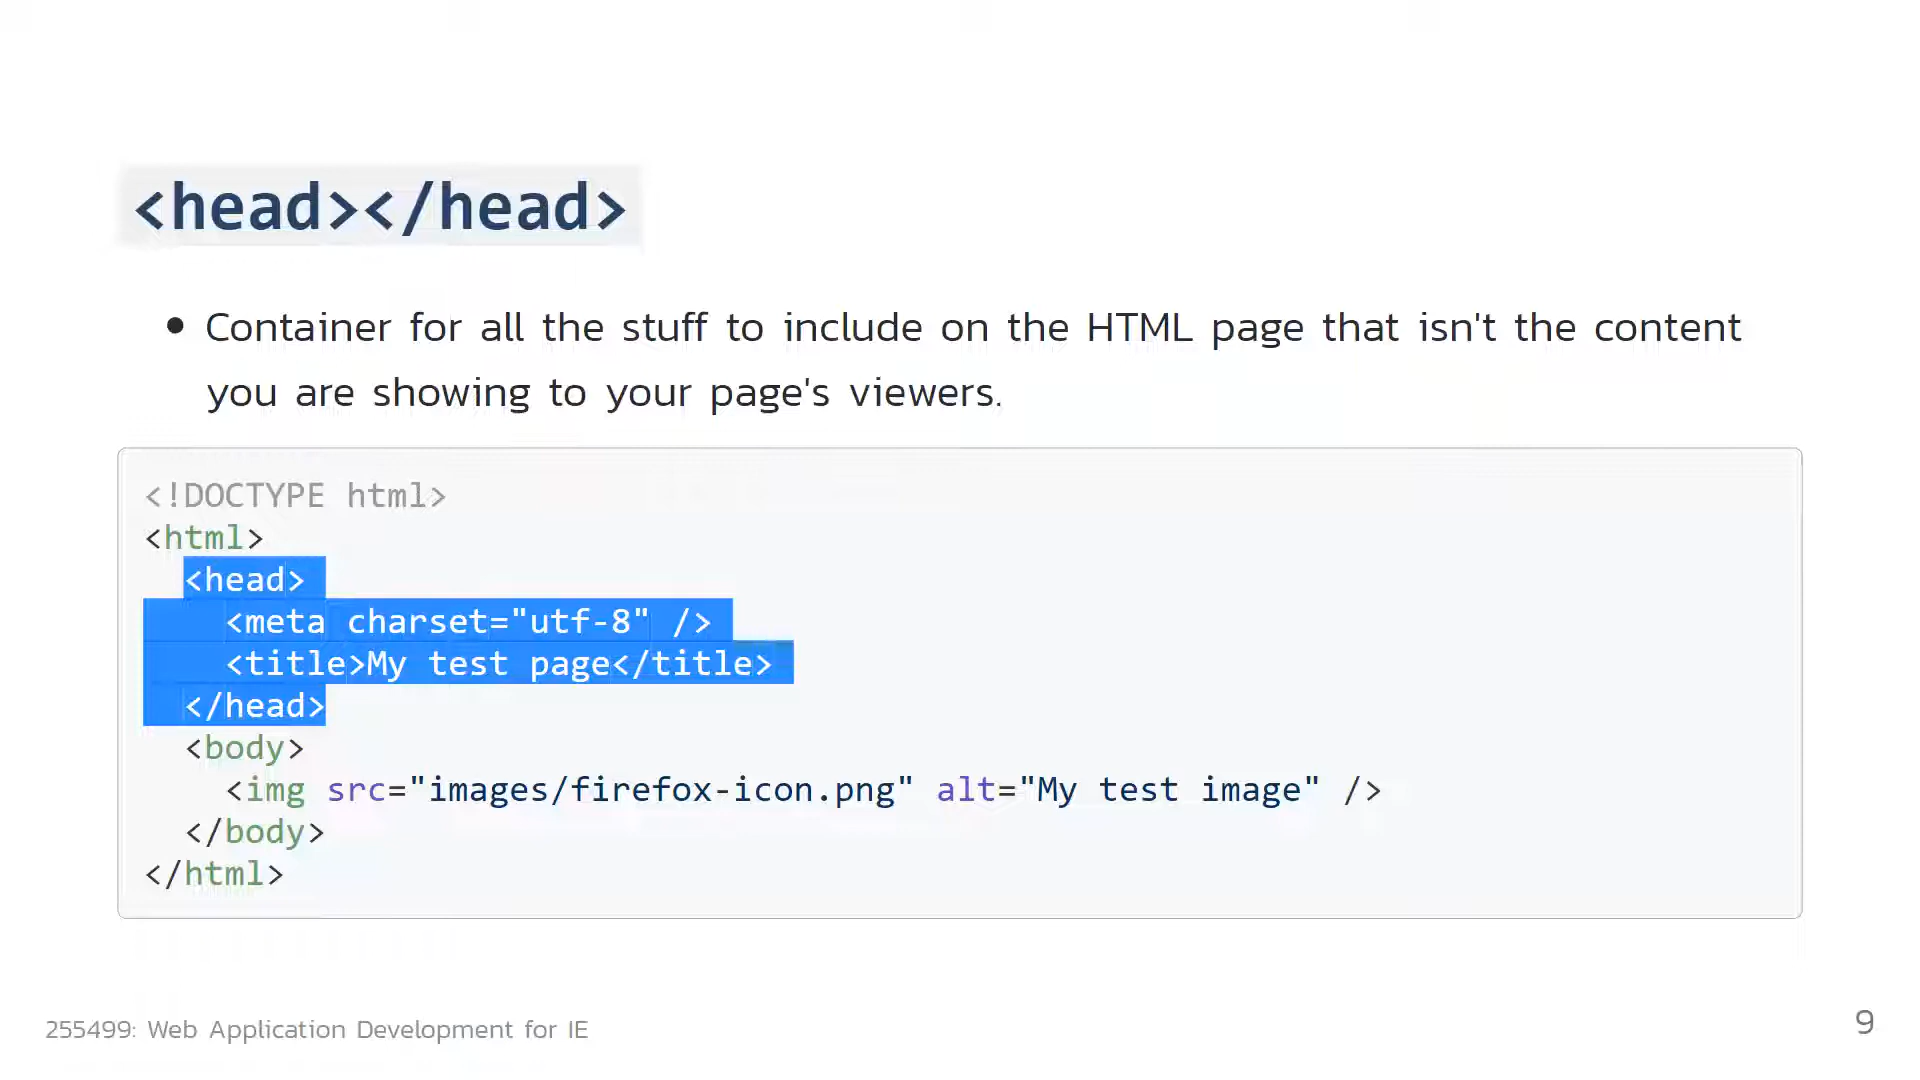 <head></head>
• Container for all the stuff to include on the HTML page that isn't the content
you are showing to your page's viewers.
<!DOCTYPE html>
<html>
  <head>
    <meta charset="utf-8" />
    <title>My test page</title>
  </head>
  <body>
    <img src="images/firefox-icon.png" alt="My test image" />
  </body>
</html>
255499: Web Application Development for IE
9